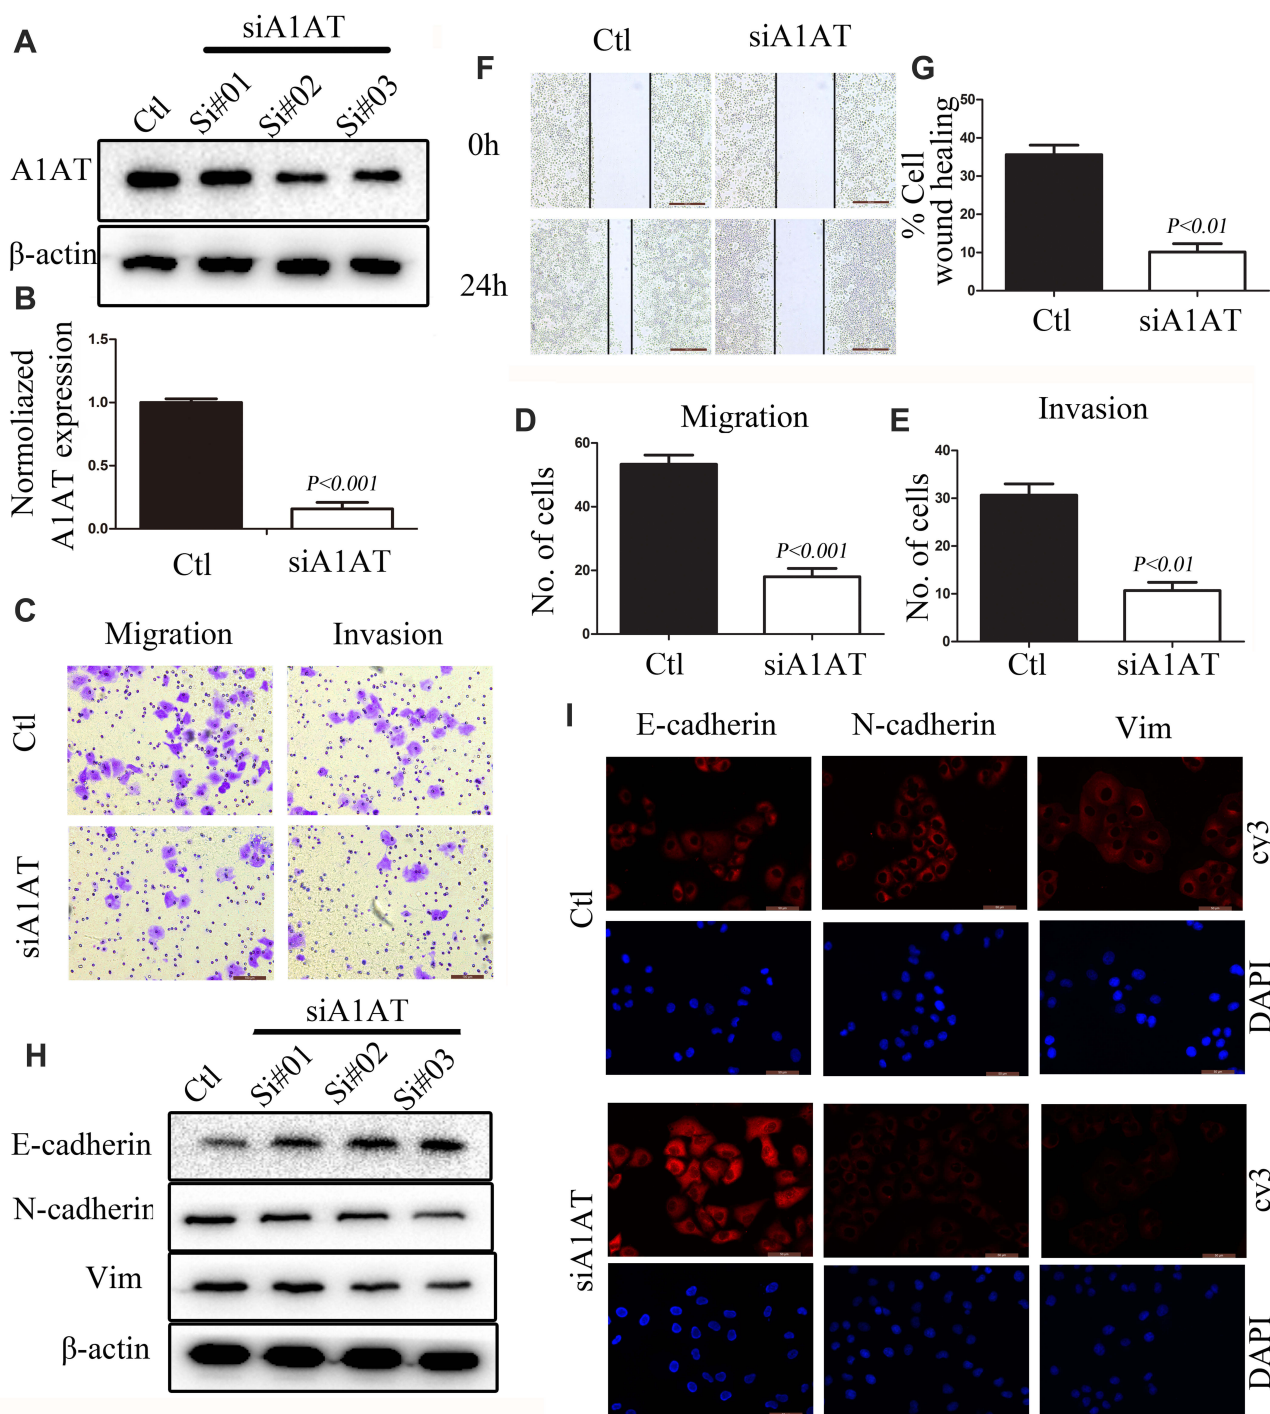 A
siA1AT
Ctl
Si#01
Si#02
Si#03
A1AT
β-actin
B
Normoliazed
A1AT expression
1.5
1.0
0.5
0.0
P<0.001
Ctl
siA1AT
C
Migration
Invasion
Ctl
siA1AT
F
Ctl
siA1AT
0h
24h
G
% Cell
wound healing
50
40
30
20
10
0
P<0.01
Ctl
siA1AT
D
Migration
No. of cells
60
40
20
0
P<0.001
Ctl
siA1AT
E
Invasion
No. of cells
40
30
20
10
0
P<0.01
Ctl
siA1AT
H
siA1AT
Ctl
Si#01
Si#02
Si#03
E-cadherin
N-cadherin
Vim
β-actin
I
E-cadherin
N-cadherin
Vim
Ctl
cy3
DAPI
siA1AT
cy3
DAPI